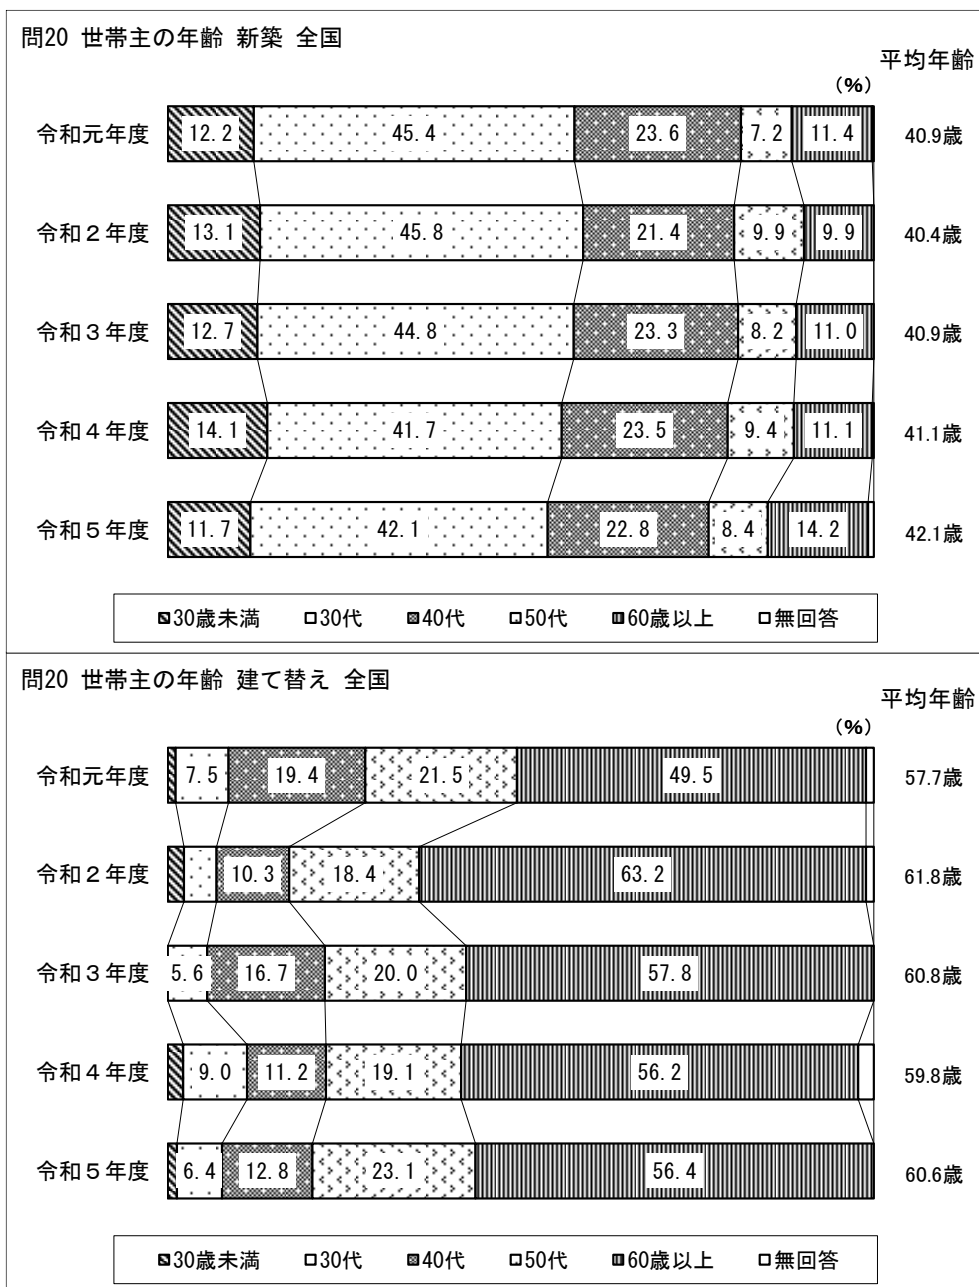 問20 世帯主の年齢 新築 全国
平均年齢
(%)
令和元年度 12.2 45.4 23.6 7.2 11.4 40.9歳
令和２年度 13.1 45.8 21.4 9.9 9.9 40.4歳
令和３年度 12.7 44.8 23.3 8.2 11.0 40.9歳
令和４年度 14.1 41.7 23.5 9.4 11.1 41.1歳
令和５年度 11.7 42.1 22.8 8.4 14.2 42.1歳
30歳未満 30代 40代 50代 60歳以上 無回答
問20 世帯主の年齢 建て替え 全国
平均年齢
(%)
令和元年度 7.5 19.4 21.5 49.5 57.7歳
令和２年度 10.3 18.4 63.2 61.8歳
令和３年度 5.6 16.7 20.0 57.8 60.8歳
令和４年度 9.0 11.2 19.1 56.2 59.8歳
令和５年度 6.4 12.8 23.1 56.4 60.6歳
30歳未満 30代 40代 50代 60歳以上 無回答